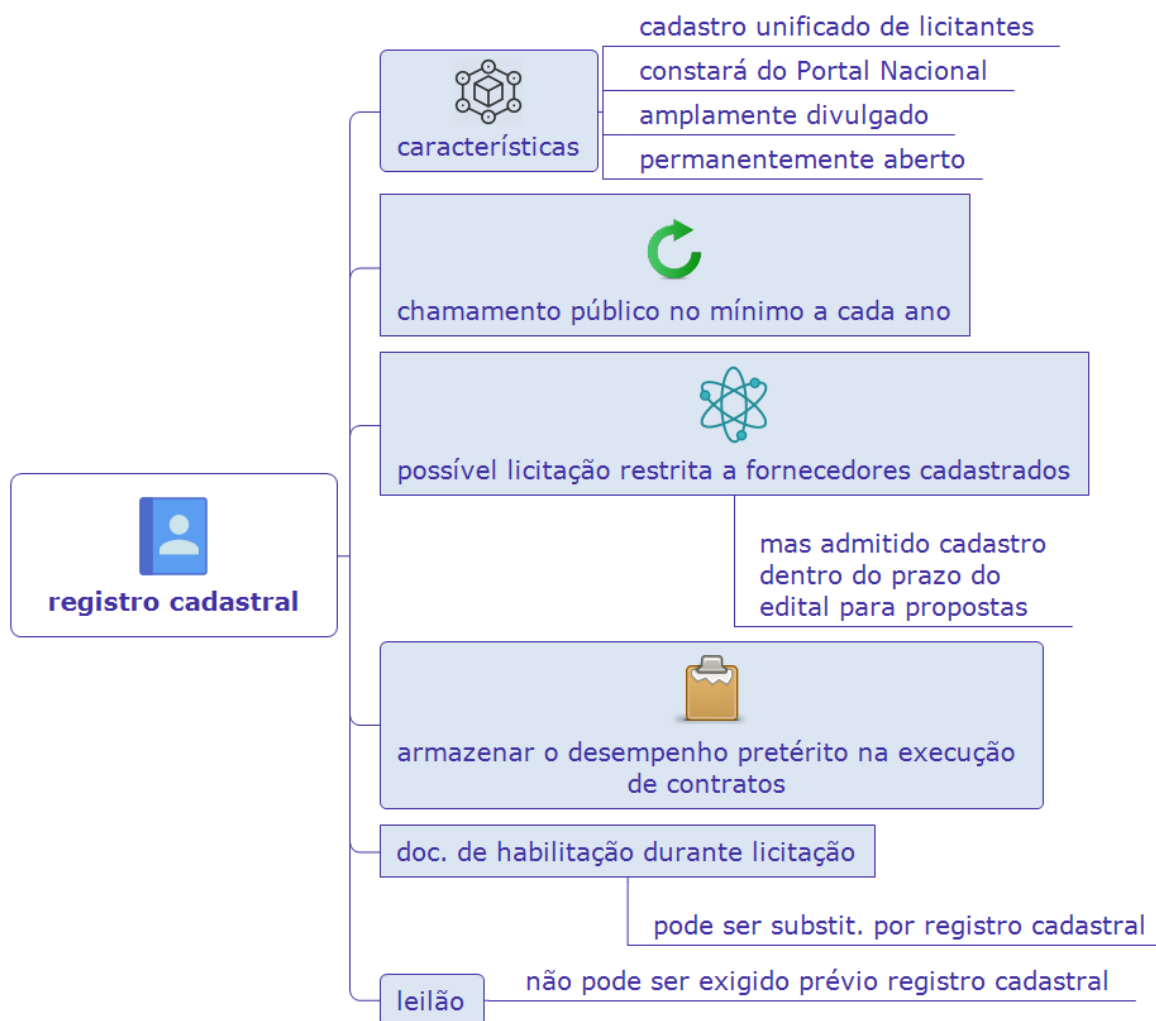 cadastro unificado de licitantes
constará do Portal Nacional
amplamente divulgado
permanentemente aberto
características
chamamento público no mínimo a cada ano
possível licitação restrita a fornecedores cadastrados
mas admitido cadastro
dentro do prazo do
edital para propostas
registro cadastral
armazenar o desempenho pretérito na execução
de contratos
doc. de habilitação durante licitação
pode ser substit. por registro cadastral
leilão
não pode ser exigido prévio registro cadastral